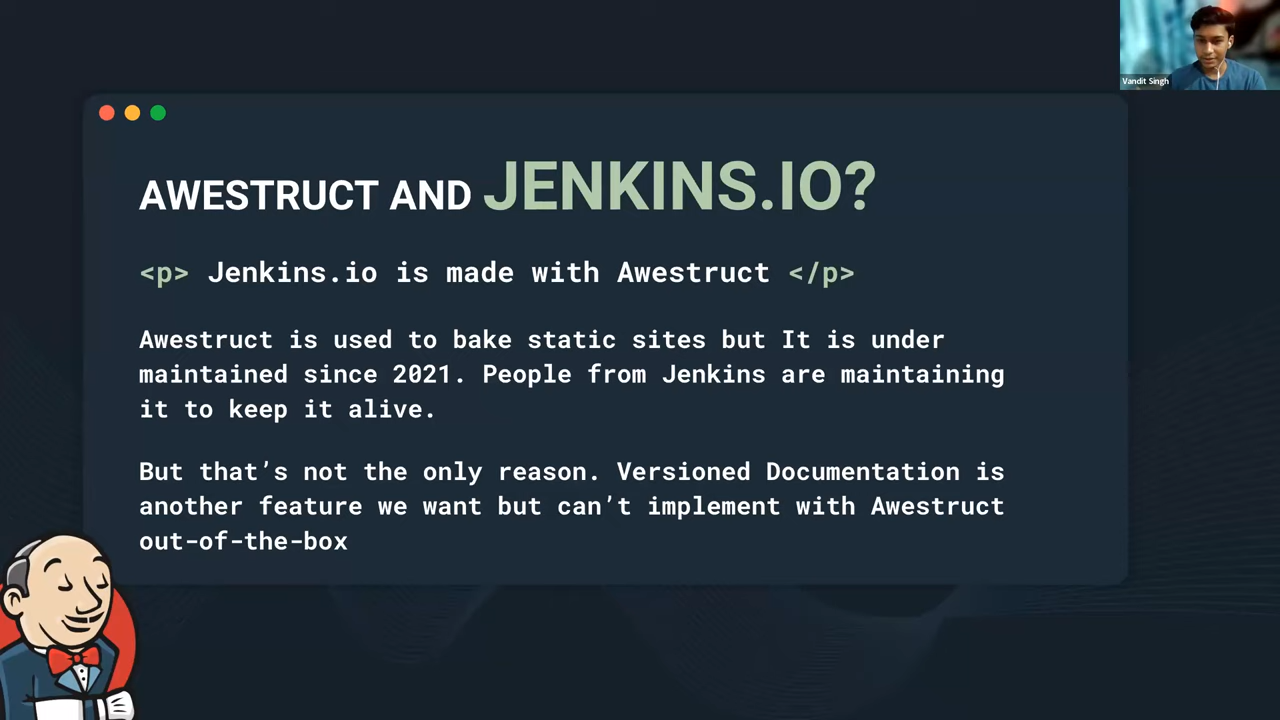 Vandit Singh
AWESTRUCT AND JENKINS.IO?
<p> Jenkins.io is made with Awestruct </p>
Awestruct is used to bake static sites but It is under
maintained since 2021. People from Jenkins are maintaining
it to keep it alive.
But that’s not the only reason. Versioned Documentation is
another feature we want but can’t implement with Awestruct
out-of-the-box